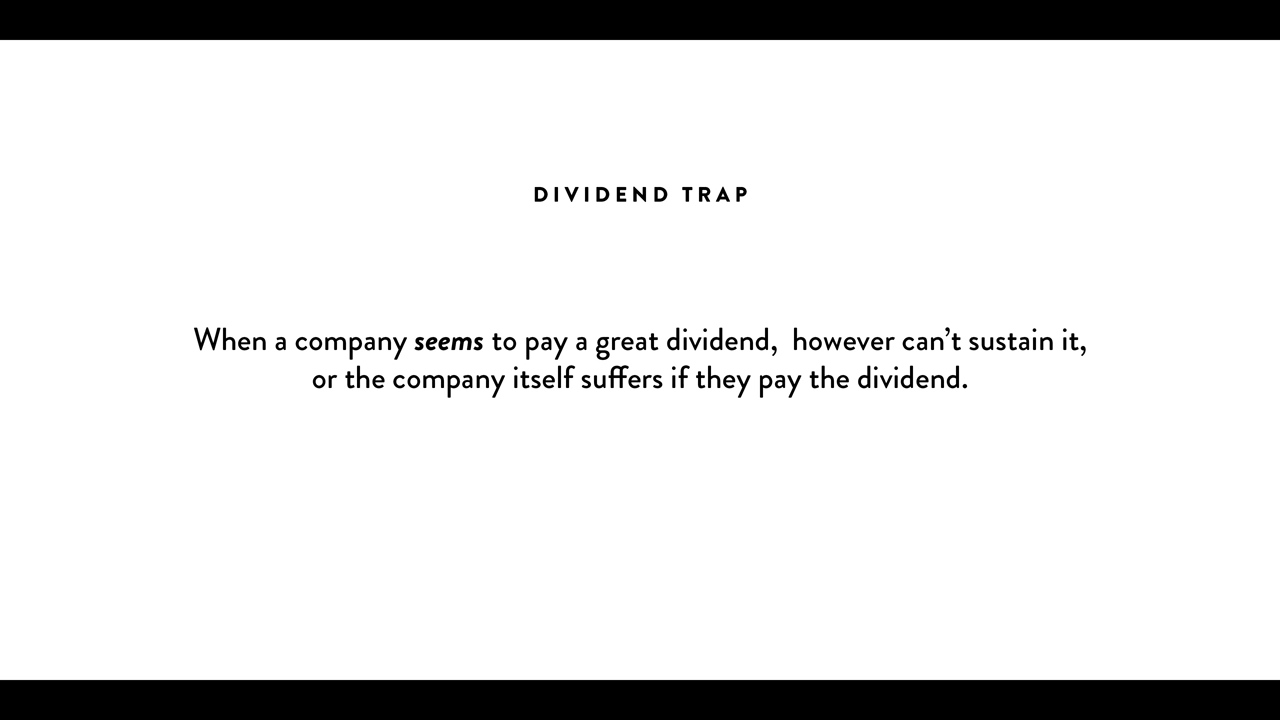 DIVIDEND TRAP
When a company seems to pay a great dividend,  however can’t sustain it,
or the company itself suffers if they pay the dividend.